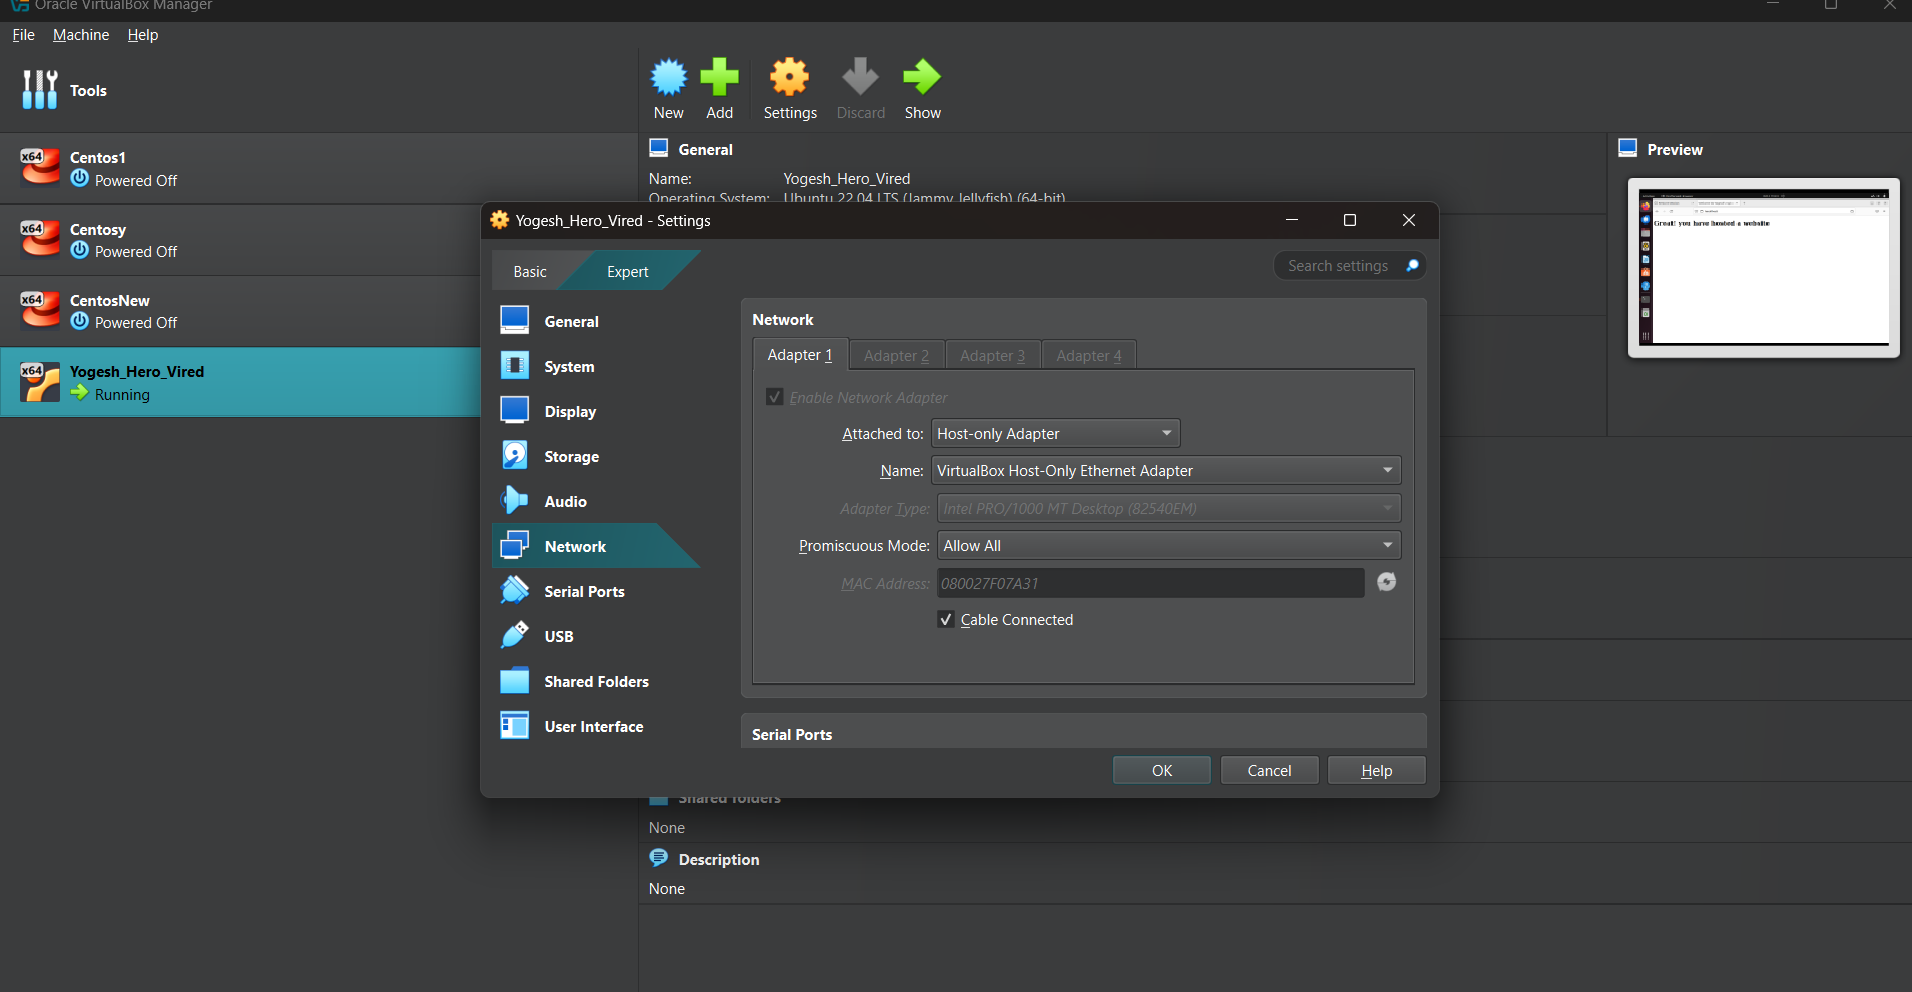 Oracle VirtualBox Manager
File Machine Help
Tools
New Add Settings Discard Show
x64 Centos1
Powered Off
x64 Centosy
Powered Off
x64 CentosNew
Powered Off
x64 Yogesh_Hero_Vired
Running
General
Name: Yogesh_Hero_Vired
Operating System: Ubuntu 22.04 LTS (Jammy Jellyfish) (64-bit)
Preview
Great! you have hosted a website
Yogesh_Hero_Vired - Settings
Basic Expert
Search settings
General
System
Display
Storage
Audio
Network
Serial Ports
USB
Shared Folders
User Interface
Network
Adapter 1 Adapter 2 Adapter 3 Adapter 4
Enable Network Adapter
Attached to: Host-only Adapter
Name: VirtualBox Host-Only Ethernet Adapter
Adapter Type: Intel PRO/1000 MT Desktop (82540EM)
Promiscuous Mode: Allow All
MAC Address: 080027F07A31
Cable Connected
Serial Ports
OK Cancel Help
Shared folders
None
Description
None